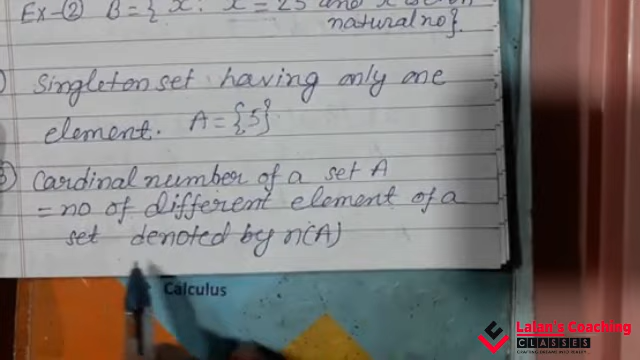 Ex-② B = { x : x = 25 and x
natural no}.
Singleton set having only one
element. A = {5}
Cardinal number of a set A
= no of different element of a
set denoted by n(A)
Calculus
Lalan's Coaching
CLASSES